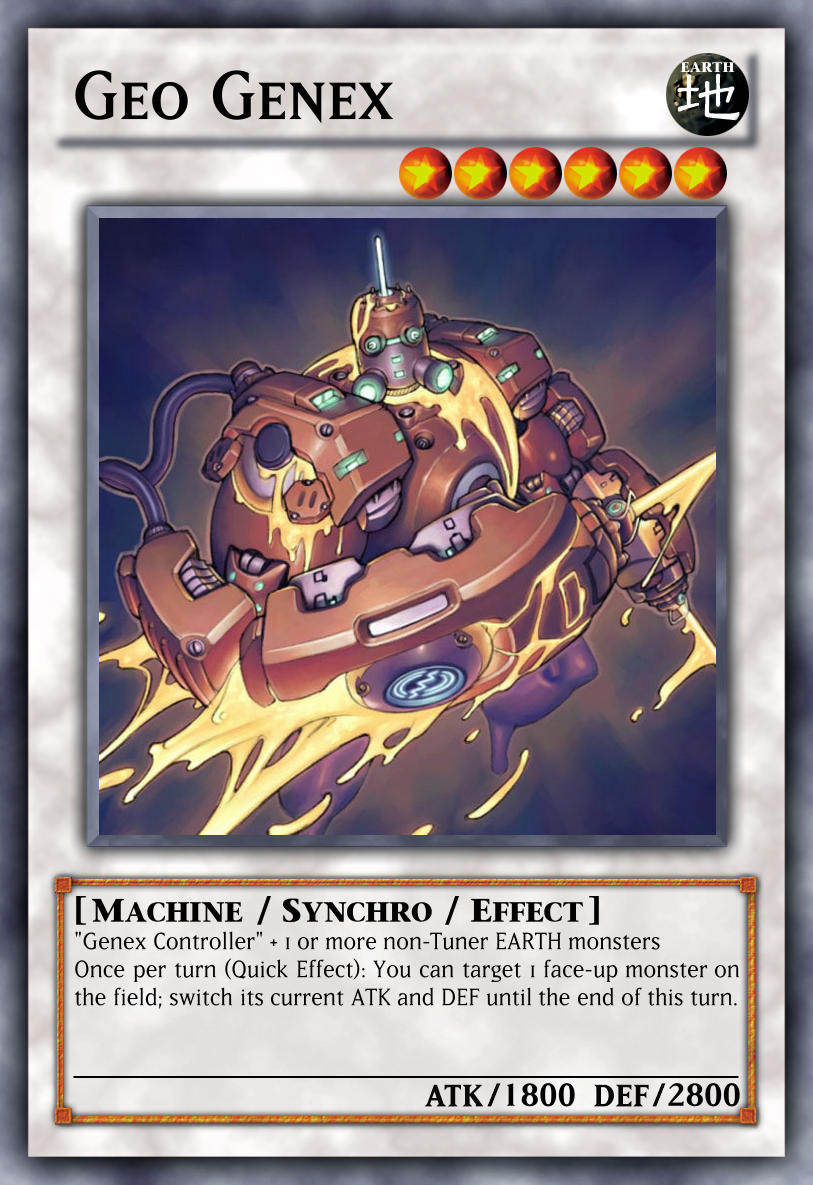 Geo Genex
EARTH
地
[Machine / Synchro / Effect]
"Genex Controller" + 1 or more non-Tuner EARTH monsters
Once per turn (Quick Effect): You can target 1 face-up monster on
the field; switch its current ATK and DEF until the end of this turn.
ATK/1800 DEF/2800